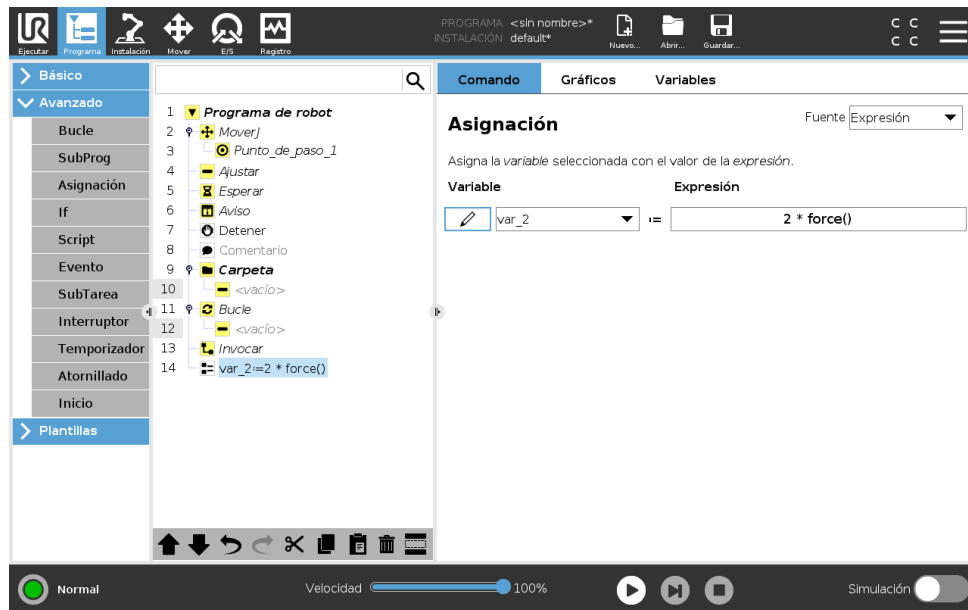 PROGRAMA <sin nombre>*
INSTALACIÓN default*
Ejecutar Programa Instalación Mover E/S Registro Nuevo... Abrir... Guardar...
C C
C C
Básico
Avanzado
Bucle
SubProg
Asignación
If
Script
Evento
SubTarea
Interruptor
Temporizador
Atornillado
Inicio
Plantillas
1 Programa de robot
2 MoverJ
3 Punto_de_paso_1
4 Ajustar
5 Esperar
6 Aviso
7 Detener
8 Comentario
9 Carpeta
10 <vacío>
11 Bucle
12 <vacío>
13 Invocar
14 var_2:=2 * force()
Comando Gráficos Variables
Asignación
Fuente Expresión
Asigna la variable seleccionada con el valor de la expresión.
Variable Expresión
var_2 := 2 * force()
Normal Velocidad 100% Simulación